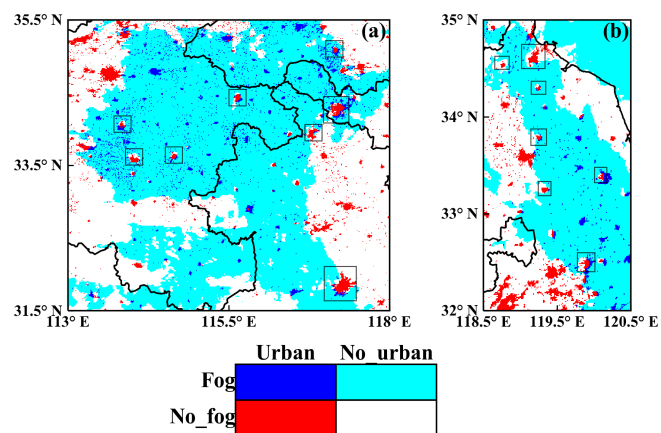 35.5° N
(a)
33.5° N
31.5° N
113° E
115.5° E
118° E
35° N
(b)
34° N
33° N
32° N
118.5° E
119.5° E
120.5° E
Urban No_urban
Fog
No_fog